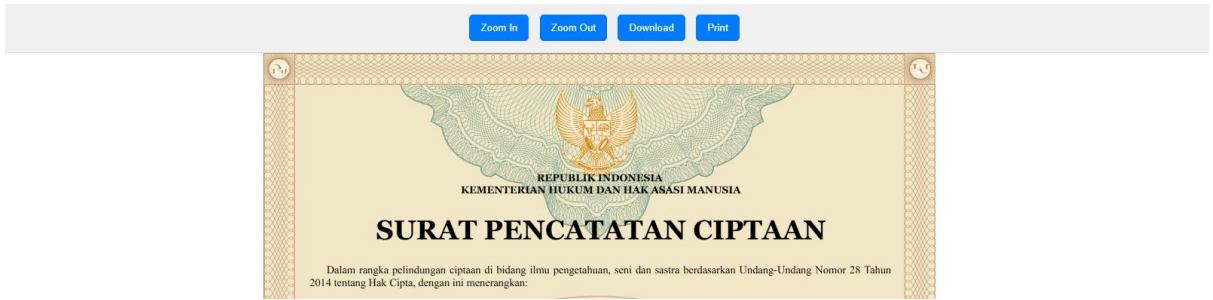 Zoom In Zoom Out Download Print
REPUBLIK INDONESIA
KEMENTERIAN HUKUM DAN HAK ASASI MANUSIA
SURAT PENCATATAN CIPTAAN
Dalam rangka pelindungan ciptaan di bidang ilmu pengetahuan, seni dan sastra berdasarkan Undang-Undang Nomor 28 Tahun
2014 tentang Hak Cipta, dengan ini menerangkan: